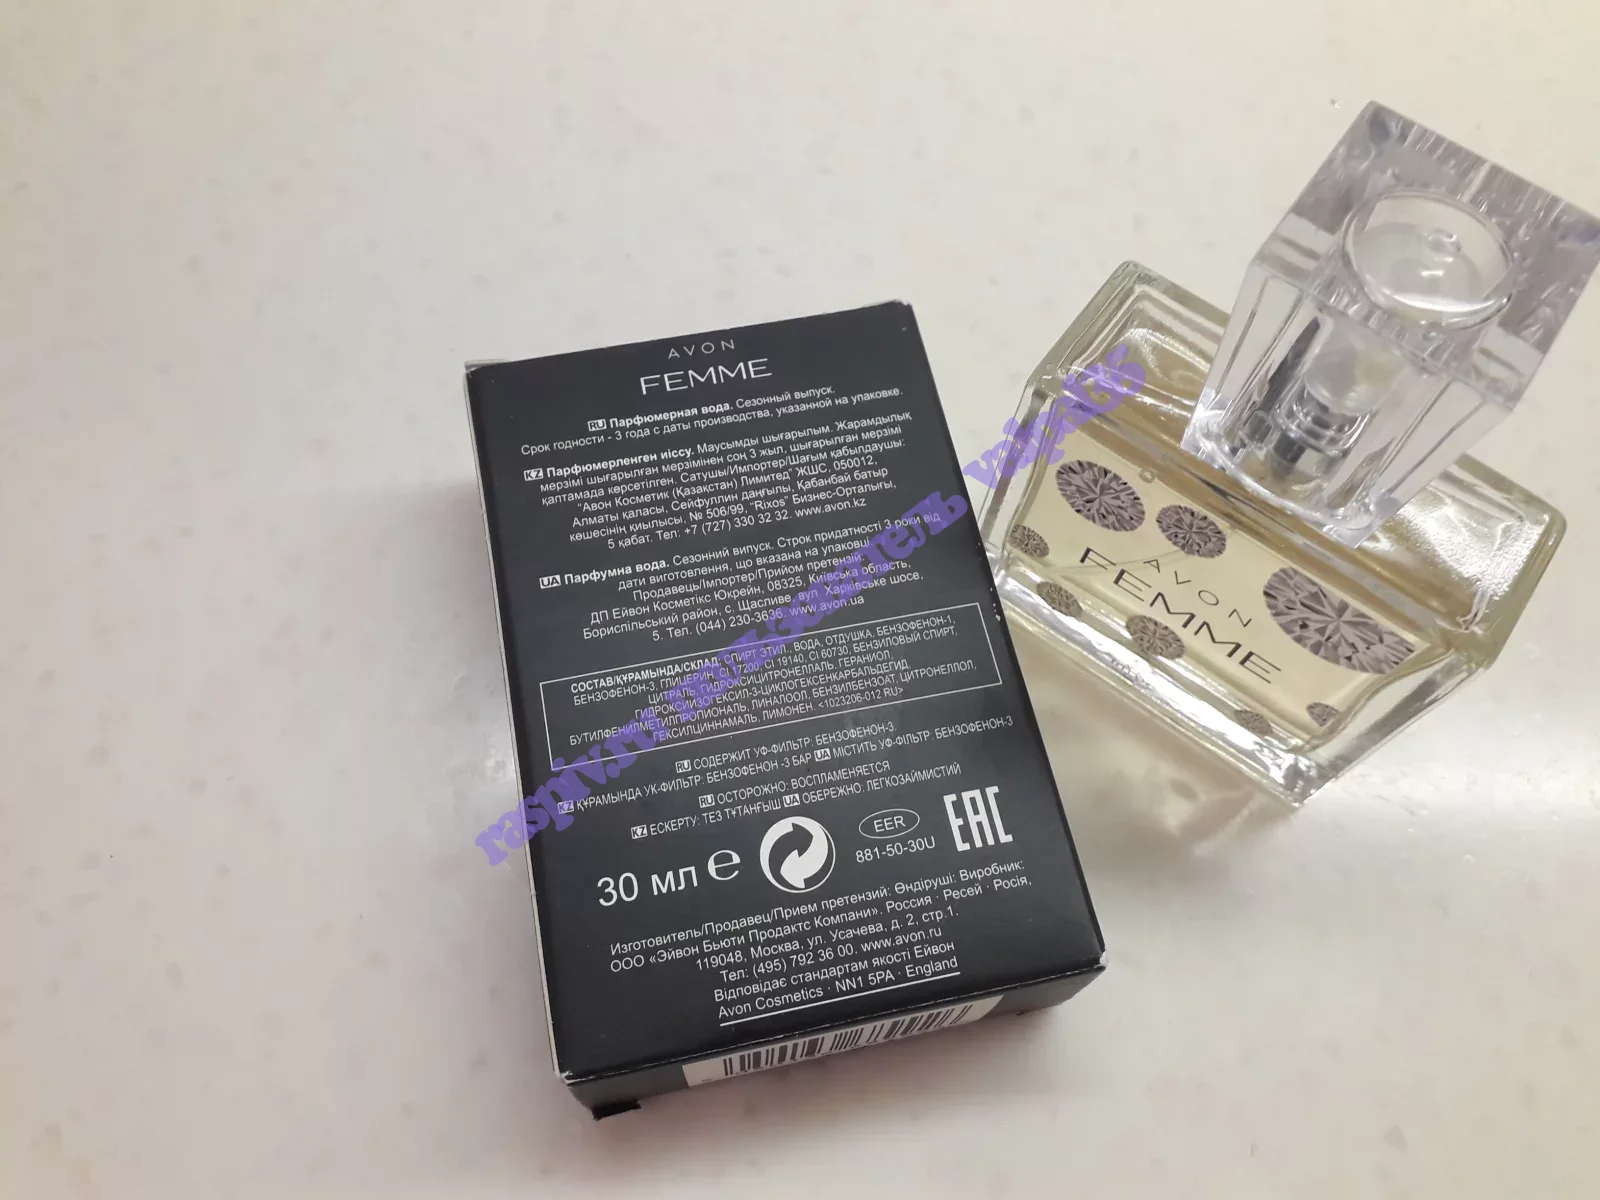 AVON
FEMME
RU Парфюмерная вода. Сезонный выпуск.
Срок годности - 3 года с даты производства, указанной на упаковке.
KZ Парфюмерленген иіссу. Маусымды шығарылым. Жарамдылық
мерзімі шығарылған мерзімінен соң 3 жыл, шығарылған мерзімі
қаптамада көрсетілген. Сатушы/Импортер/Шағым қабылдаушы:
"Авон Косметик (Қазақстан) Лимитед" ЖШС, 050012,
Алматы қаласы, Сейфуллин даңғылы, Қабанбай батыр
көшесінің қиылысы, № 506/99, "Rixos" Бизнес-Орталығы,
5 қабат. Тел: +7 (727) 330 32 32. www.avon.kz
UA Парфумна вода. Сезонний випуск. Строк придатності 3 роки від
дати виготовлення, що вказана на упаковці.
Продавець/Імпортер/Прийом претензій:
ДП Ейвон Косметікс Юкрейн, 08325, Київська область,
Бориспільський район, с. Щасливе, вул. Харківське шосе,
5. Тел. (044) 230-3636. www.avon.ua
СОСТАВ/ҚҰРАМЫНДА/СКЛАД: СПИРТ ЭТИЛ., ВОДА, ОТДУШКА, БЕНЗОФЕНОН-1,
БЕНЗОФЕНОН-3, ГЛИЦЕРИН, CI 17200, CI 19140, CI 60730, БЕНЗИЛОВЫЙ СПИРТ,
ЦИТРАЛЬ, ГИДРОКСИЦИТРОНЕЛЛАЛЬ, ГЕРАНИОЛ,
ГИДРОКСИИЗОГЕКСИЛ-3-ЦИКЛОГЕКСЕНКАРБАЛЬДЕГИД,
БУТИЛФЕНИЛМЕТИЛПРОПИОНАЛЬ, ЛИНАЛООЛ, БЕНЗИЛБЕНЗОАТ, ЦИТРОНЕЛЛОЛ,
ГЕКСИЛЦИННАМАЛЬ, ЛИМОНЕН. <1023206-012 RU>
RU СОДЕРЖИТ УФ-ФИЛЬТР: БЕНЗОФЕНОН-3.
KZ ҚҰРАМЫНДА УК-ФИЛЬТР: БЕНЗОФЕНОН -3 БАР UA МІСТИТЬ УФ-ФІЛЬТР: БЕНЗОФЕНОН-3
RU ОСТОРОЖНО: ВОСПЛАМЕНЯЕТСЯ
KZ ЕСКЕРТУ: ТЕЗ ТҰТАНҒЫШ UA ОБЕРЕЖНО: ЛЕГКОЗАЙМИСТИЙ
30 мл e
EER
881-50-30U
EAC
Изготовитель/Продавец/Прием претензий: Өндіруші: Виробник:
ООО «Эйвон Бьюти Продактс Компани». Россия · Ресей · Росія,
119048, Москва, ул. Усачева, д. 2, стр.1.
Тел: (495) 792 36 00. www.avon.ru
Відповідає стандартам якості Ейвон
Avon Cosmetics · NN1 5PA · England
AVON
FEMME
raspiv.ru пользователь valpal35